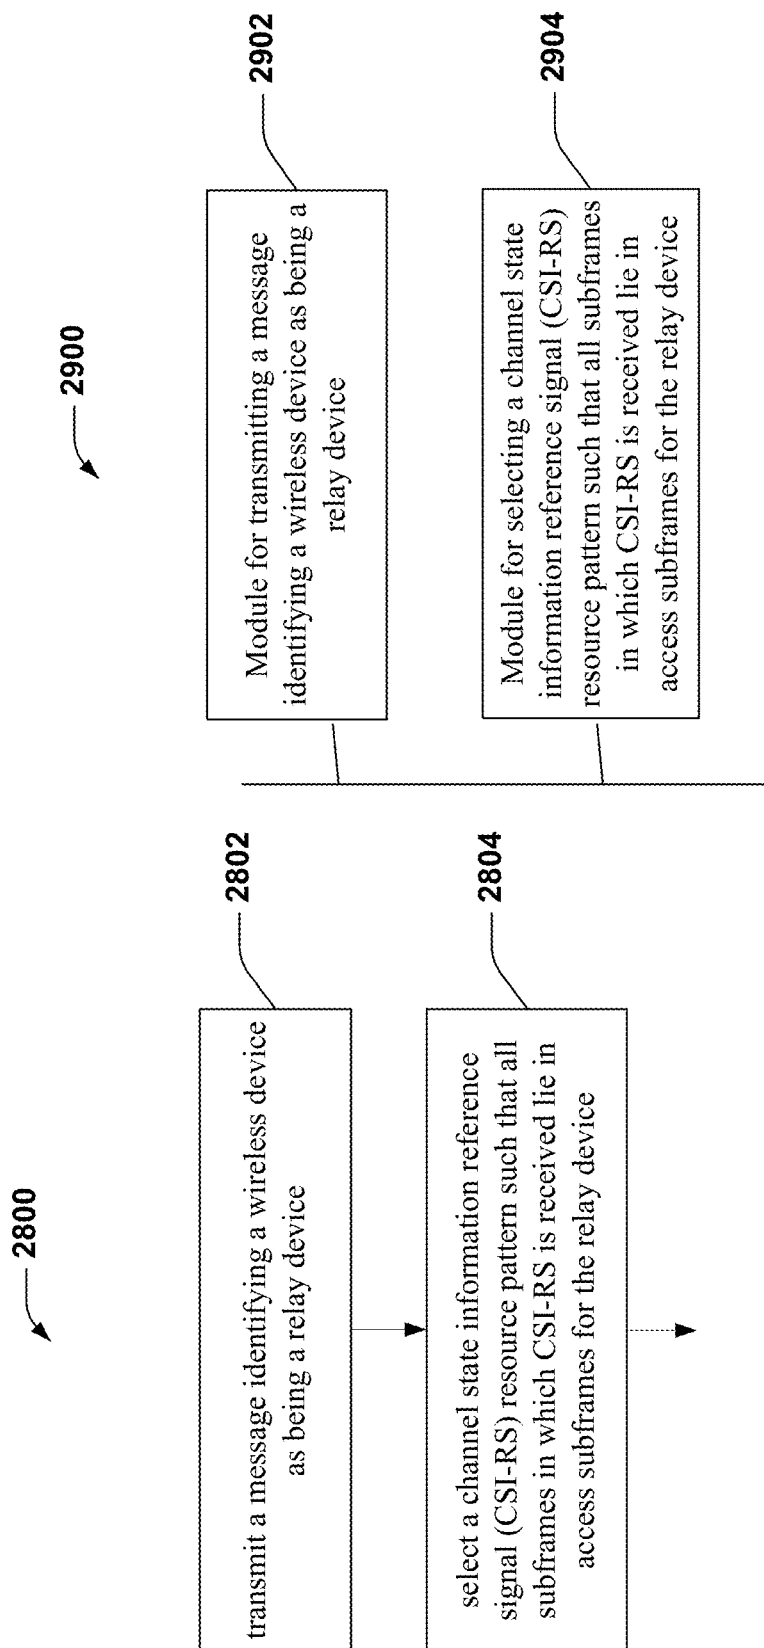 2800
transmit a message identifying a wireless device
as being a relay device
2802
select a channel state information reference
signal (CSI-RS) resource pattern such that all
subframes in which CSI-RS is received lie in
access subframes for the relay device
2804
2900
Module for transmitting a message
identifying a wireless device as being a
relay device
2902
Module for selecting a channel state
information reference signal (CSI-RS)
resource pattern such that all subframes
in which CSI-RS is received lie in
access subframes for the relay device
2904